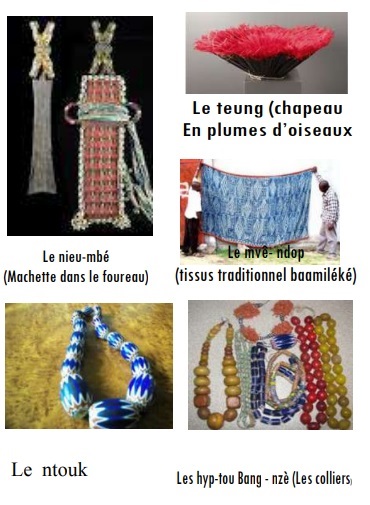 Le teung (chapeau
En plumes d'oiseaux
Le nieu-mbé
(Machette dans le foureau)
Le mvê- ndop
(tissus traditionnel baamiléké)
Le ntouk
Les hyp-tou Bang - nzè (Les colliers)